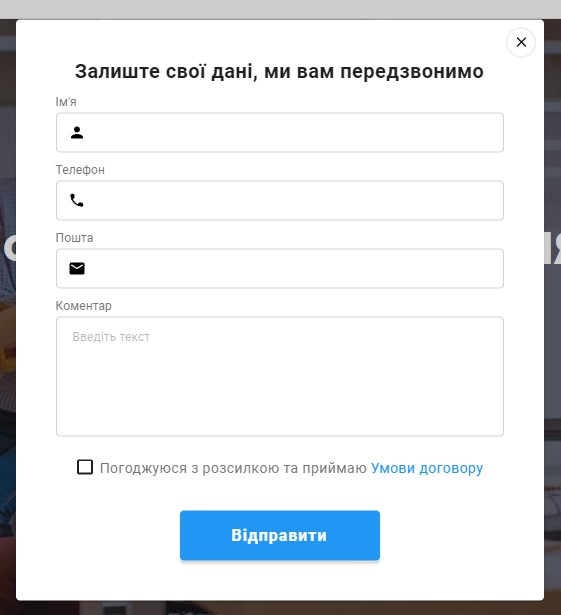 Залиште свої дані, ми вам передзвонимо
Ім'я
Телефон
Пошта
Коментар
Введіть текст
Погоджуюся з розсилкою та приймаю Умови договору
Відправити